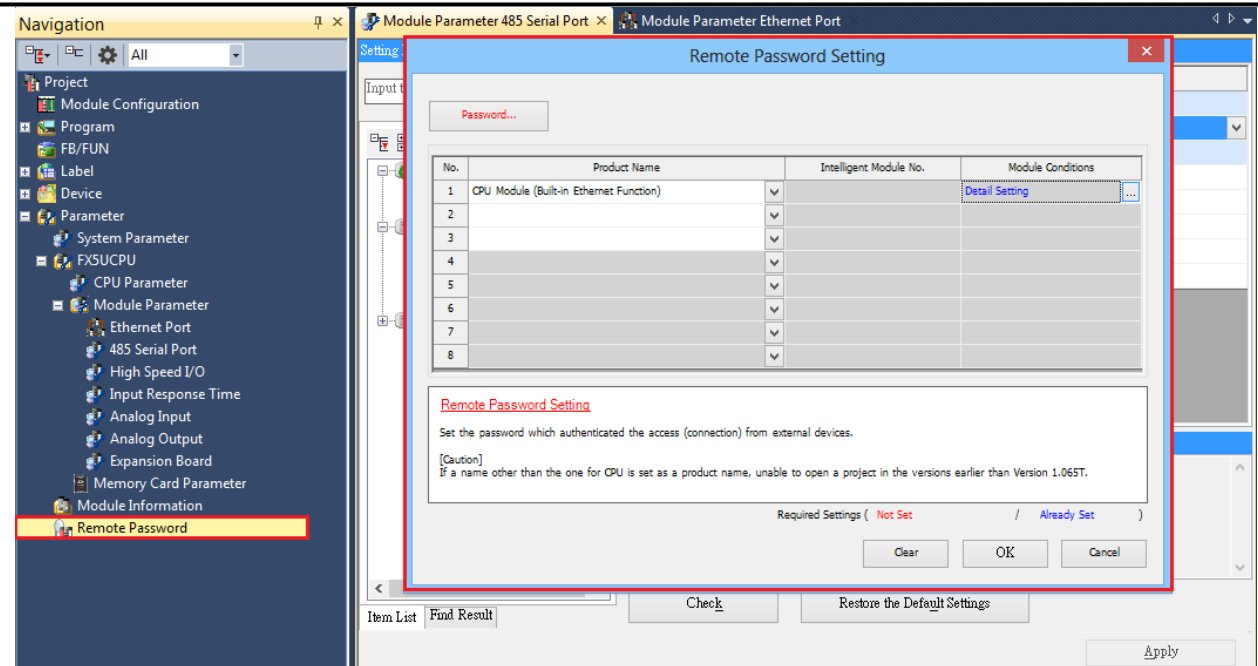 Navigation
All
Project
Module Configuration
Program
FB/FUN
Label
Device
Parameter
System Parameter
FX5UCPU
CPU Parameter
Module Parameter
Ethernet Port
485 Serial Port
High Speed I/O
Input Response Time
Analog Input
Analog Output
Expansion Board
Memory Card Parameter
Module Information
Remote Password
Module Parameter 485 Serial Port
Module Parameter Ethernet Port
Setting
Input t
Remote Password Setting
Password...
No. Product Name Intelligent Module No. Module Conditions
1 CPU Module (Built-in Ethernet Function) Detail Setting ...
2
3
4
5
6
7
8
Remote Password Setting
Set the password which authenticated the access (connection) from external devices.
[Caution]
If a name other than the one for CPU is set as a product name, unable to open a project in the versions earlier than Version 1.065T.
Required Settings ( Not Set / Already Set )
Clear OK Cancel
Item List Find Result
Check Restore the Default Settings
Apply